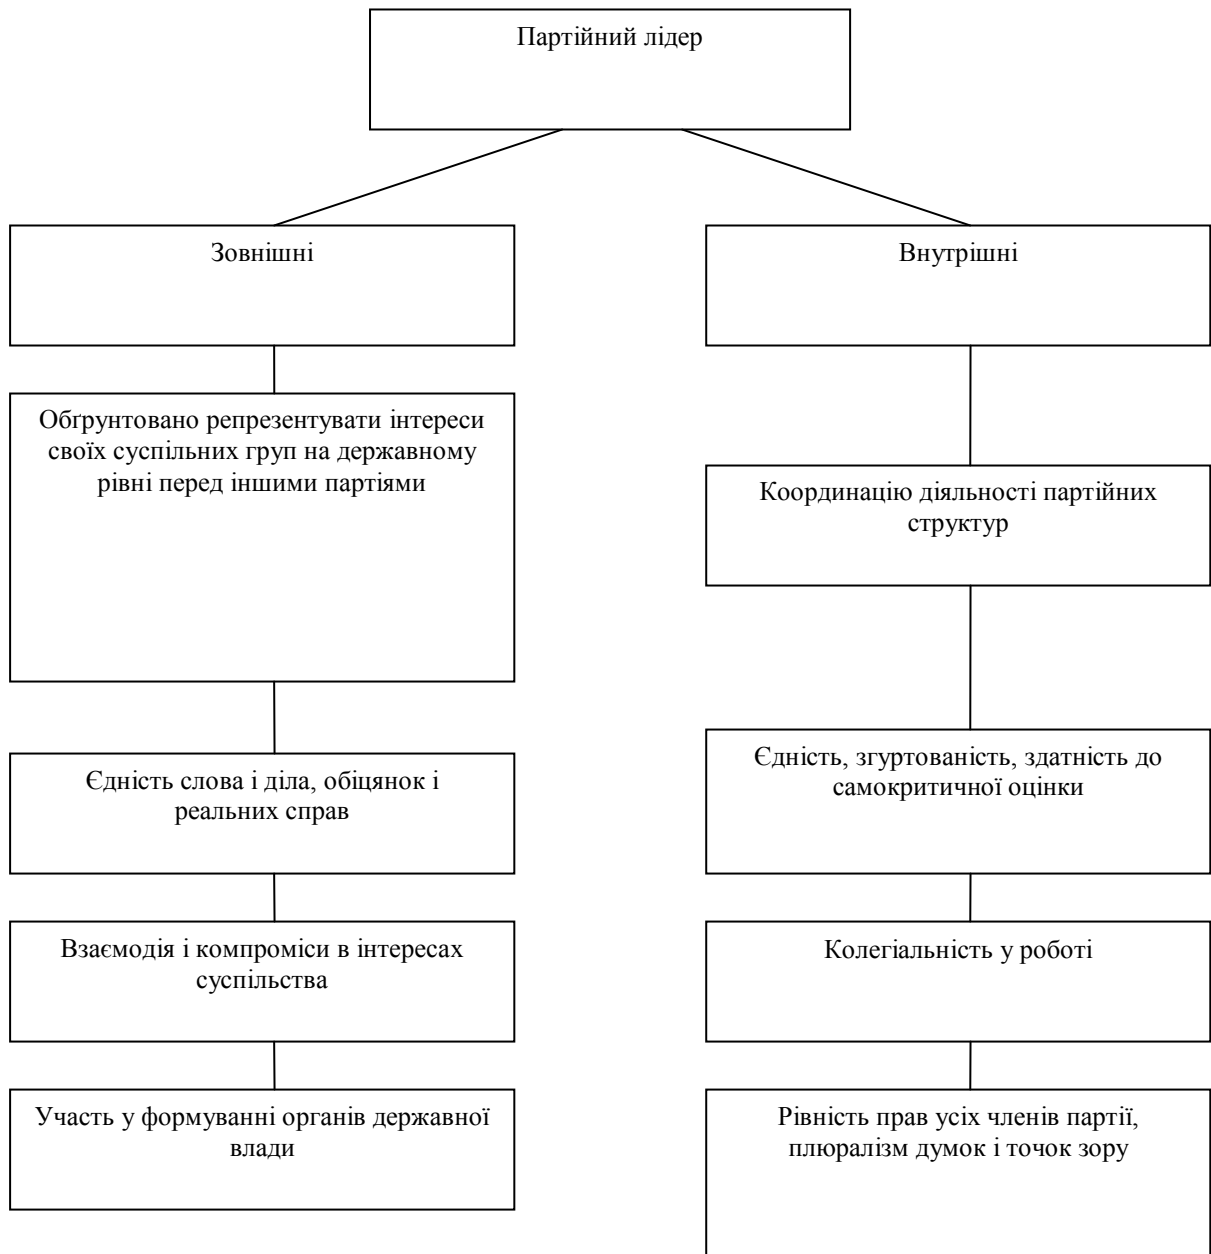 Партійний лідер
Зовнішні
Внутрішні
Обґрунтовано репрезентувати інтереси
своїх суспільних груп на державному
рівні перед іншими партіями
Координацію діяльності партійних
структур
Єдність слова і діла, обіцянок і
реальних справ
Єдність, згуртованість, здатність до
самокритичної оцінки
Взаємодія і компроміси в інтересах
суспільства
Колегіальність у роботі
Участь у формуванні органів державної
влади
Рівність прав усіх членів партії,
плюралізм думок і точок зору